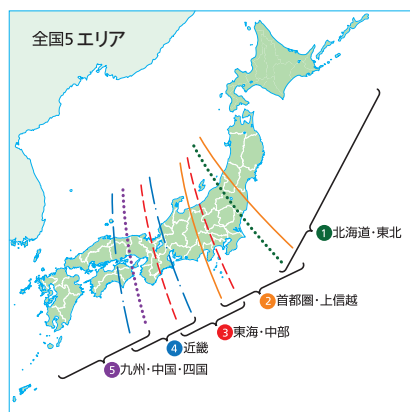 全国5エリア
1北海道・東北
2首都圏・上信越
3東海・中部
4近畿
5九州・中国・四国